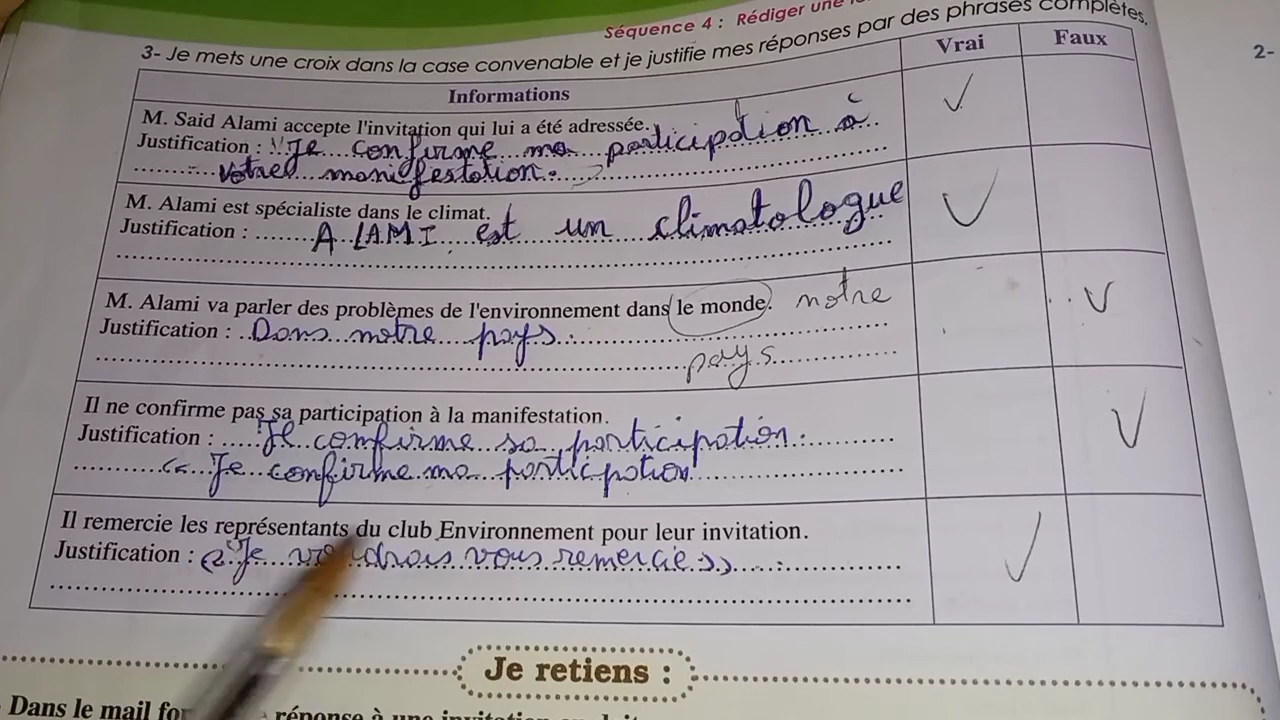 Séquence 4 : Rédiger une
3- Je mets une croix dans la case convenable et je justifie mes réponses par des phrases complètes.
2-
Informations
Vrai
Faux
M. Said Alami accepte l'invitation qui lui a été adressée.
Justification : "Je confirme ma participation à
votre manifestation.
M. Alami est spécialiste dans le climat.
Justification : ALAMI est un climatologue
M. Alami va parler des problèmes de l'environnement dans le monde. notre
Justification : Dans notre pays.
pays
Il ne confirme pas sa participation à la manifestation.
Justification : Il confirme sa participation.
« Je confirme ma participation
Il remercie les représentants du club Environnement pour leur invitation.
Justification : « Je voudrais vous remercie »
Je retiens :
Dans le mail réponse à une